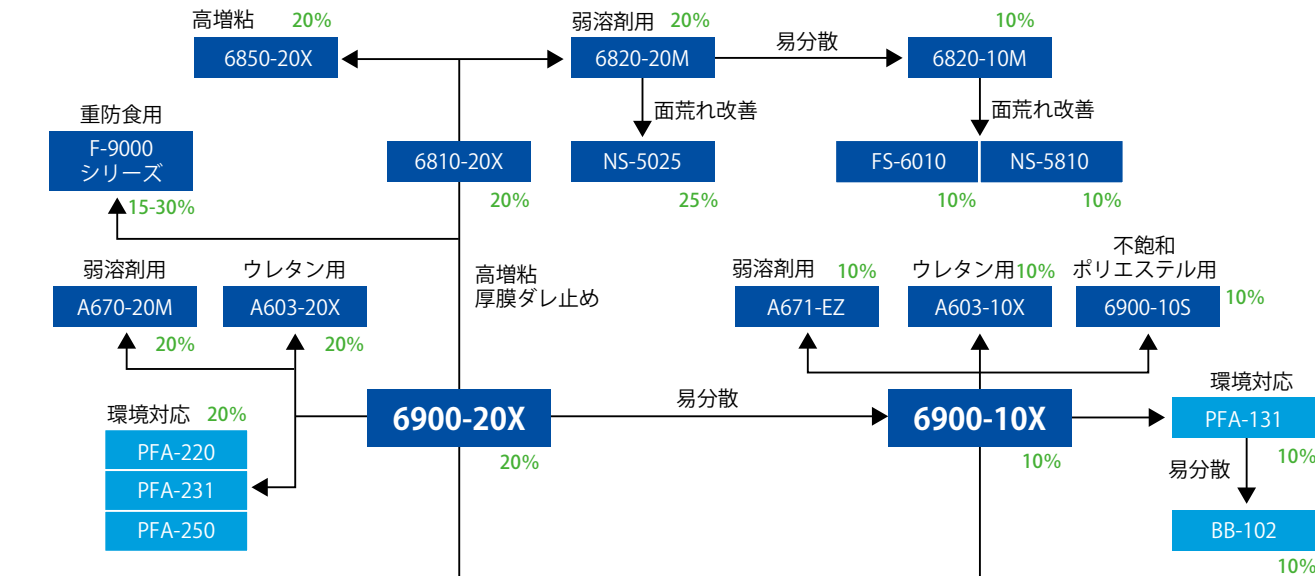 高増粘 20%
6850-20X
弱溶剤用 20%
6820-20M
易分散
10%
6820-10M
面荒れ改善
面荒れ改善
重防食用
F-9000
シリーズ
15-30%
6810-20X
20%
NS-5025
25%
FS-6010
10%
NS-5810
10%
高増粘
厚膜ダレ止め
弱溶剤用
A670-20M
20%
ウレタン用
A603-20X
20%
弱溶剤用 10%
A671-EZ
ウレタン用10%
A603-10X
不飽和
ポリエステル用
6900-10S
10%
環境対応 20%
PFA-220
PFA-231
PFA-250
6900-20X
20%
易分散
6900-10X
10%
環境対応
PFA-131
10%
易分散
BB-102
10%